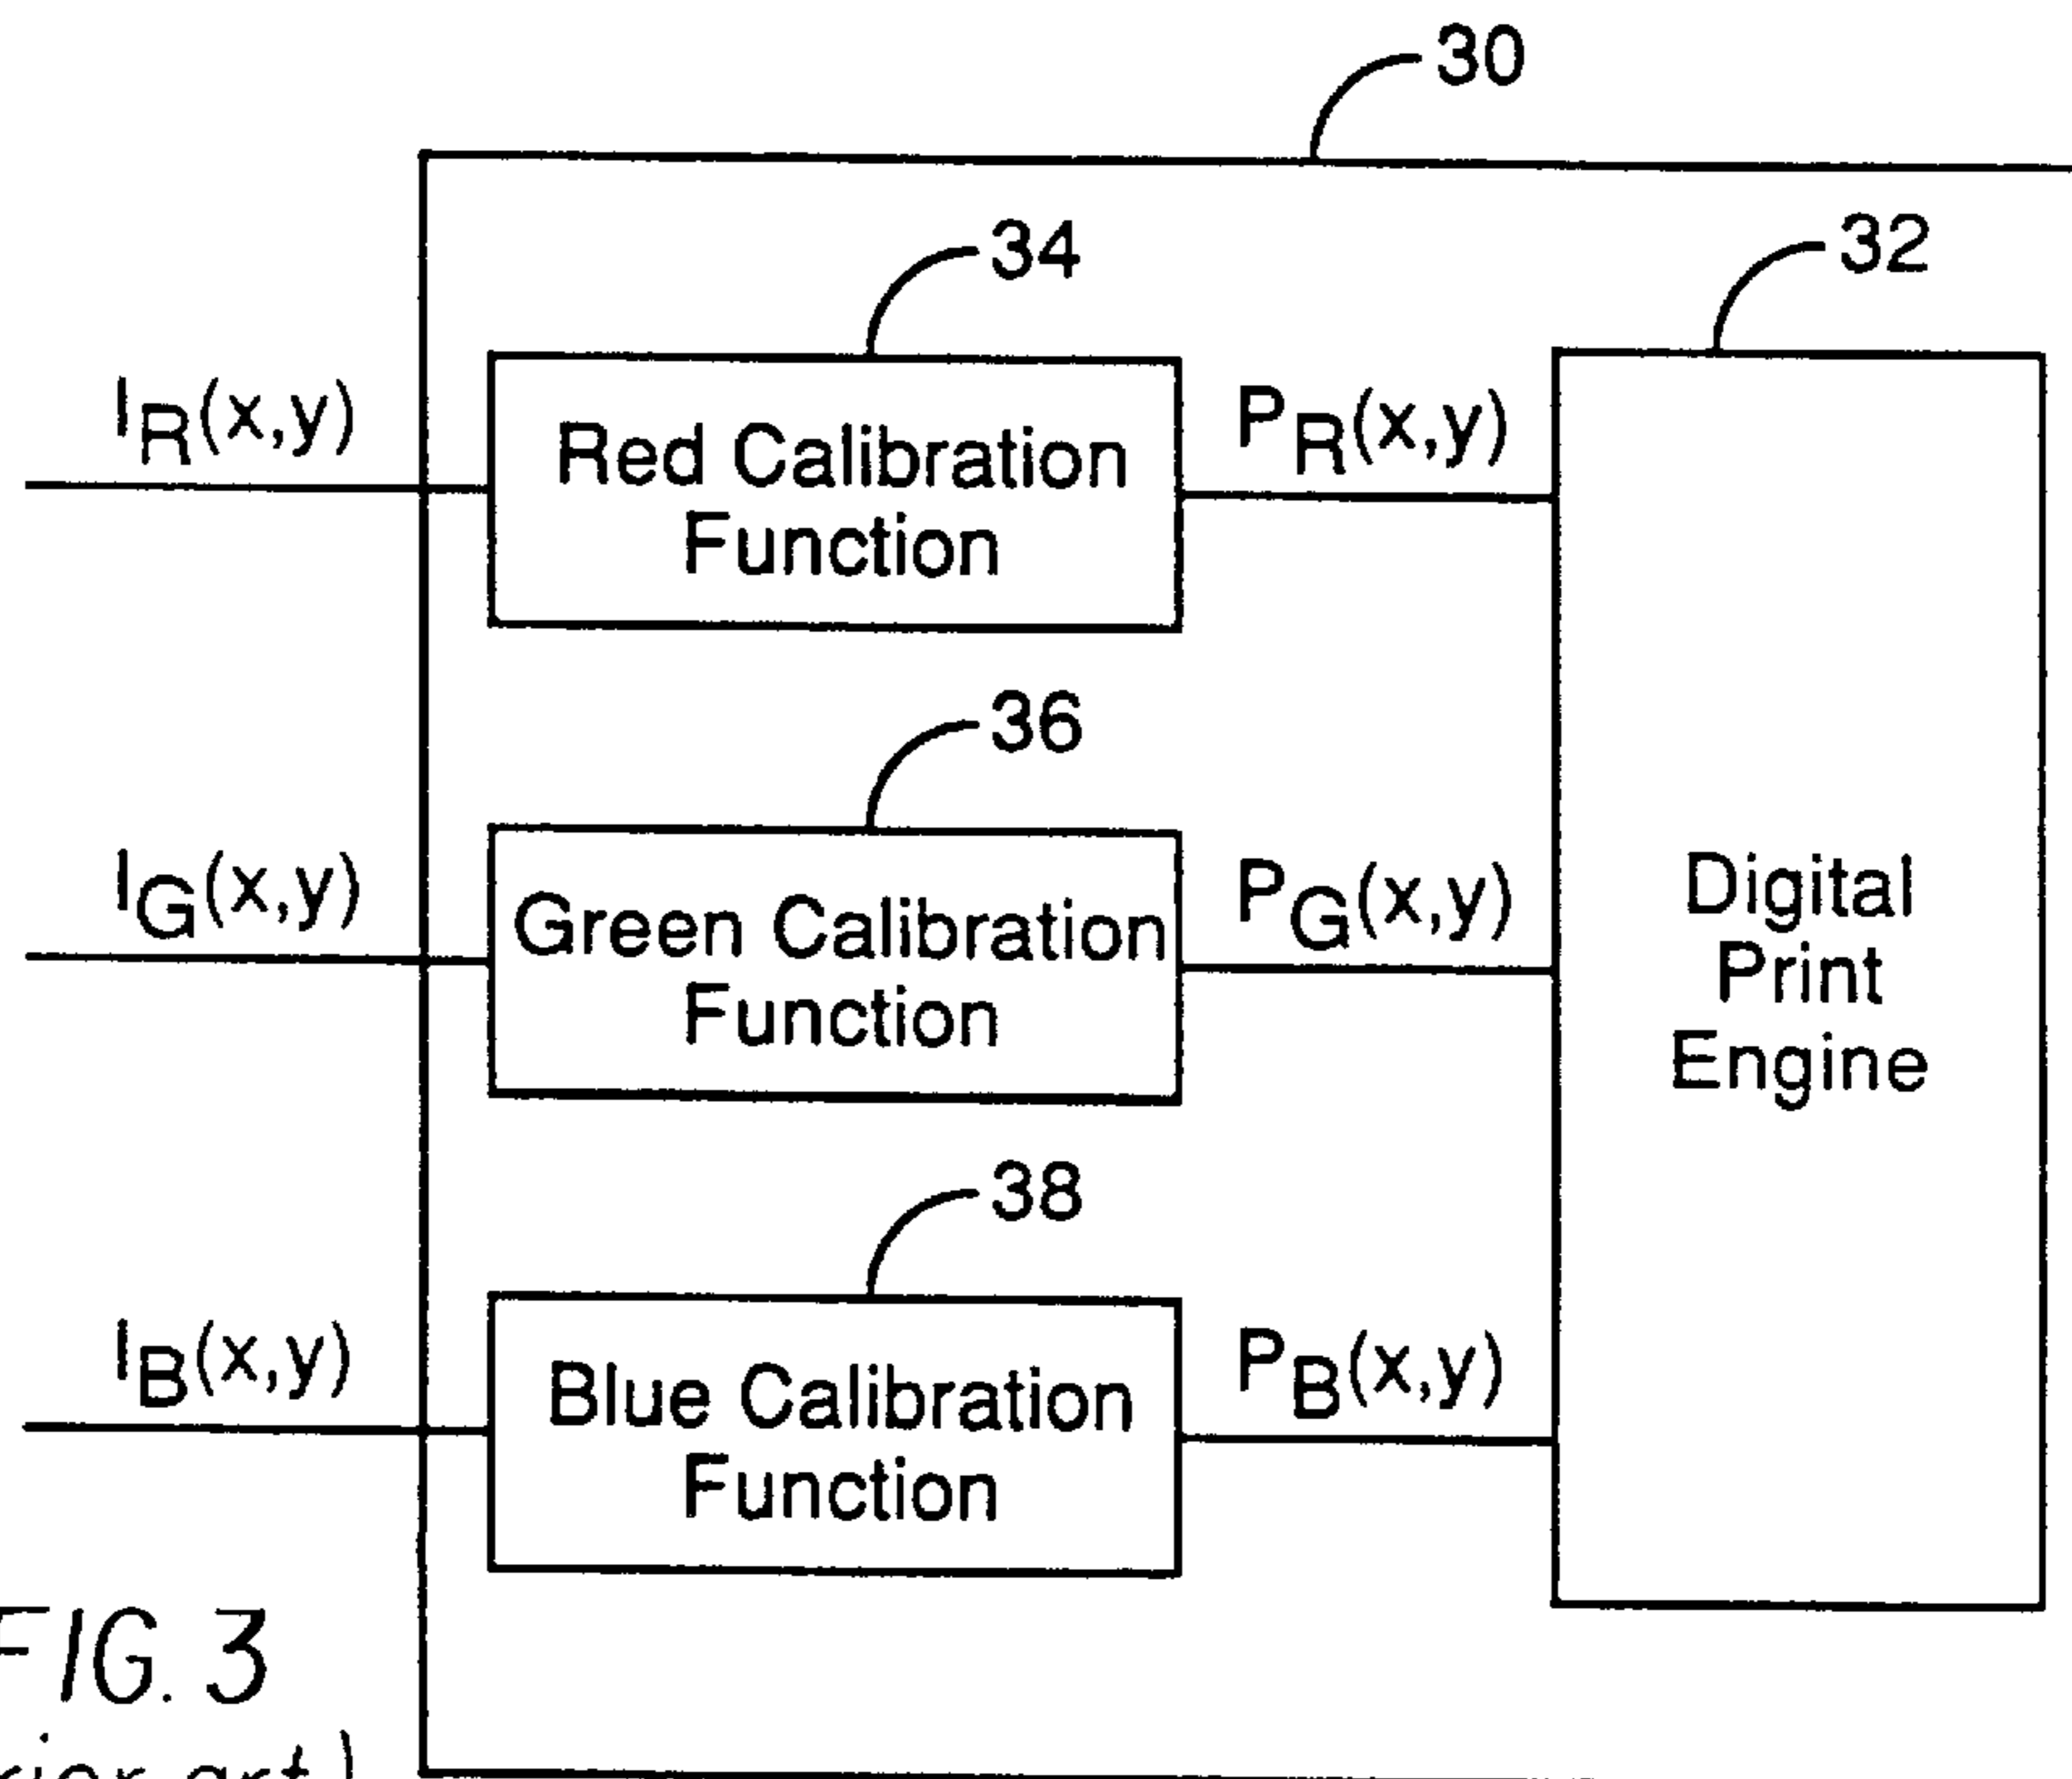 30
34
32
I_R(x,y)
Red Calibration
Function
P_R(x,y)
36
I_G(x,y)
Green Calibration
Function
P_G(x,y)
Digital
Print
Engine
38
I_B(x,y)
Blue Calibration
Function
P_B(x,y)
FIG. 3
art)